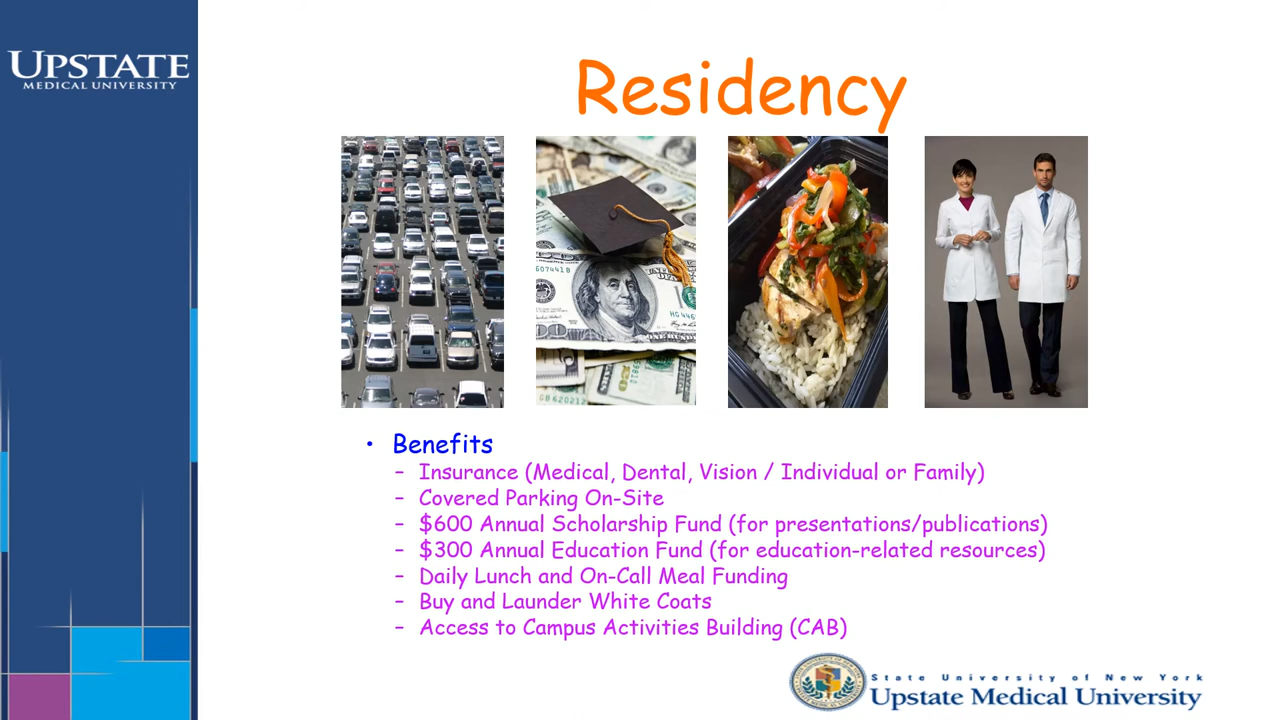 UPSTATE
MEDICAL UNIVERSITY
Residency
• Benefits
– Insurance (Medical, Dental, Vision / Individual or Family)
– Covered Parking On-Site
– $600 Annual Scholarship Fund (for presentations/publications)
– $300 Annual Education Fund (for education-related resources)
– Daily Lunch and On-Call Meal Funding
– Buy and Launder White Coats
– Access to Campus Activities Building (CAB)
State University of New York
Upstate Medical University